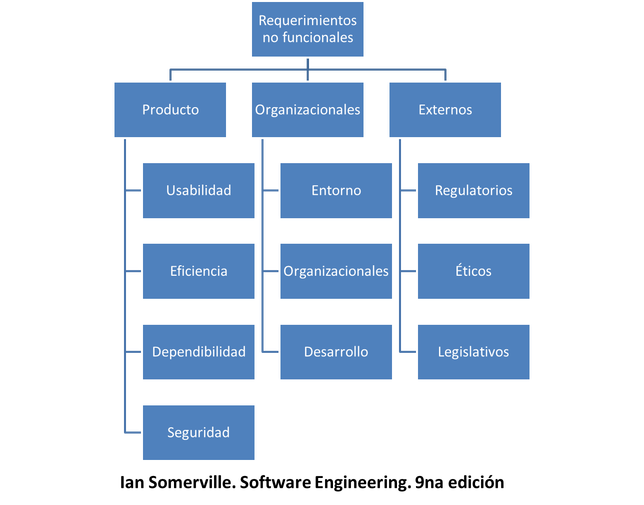 Requerimientos
no funcionales
Producto
Organizacionales
Externos
Usabilidad
Entorno
Regulatorios
Eficiencia
Organizacionales
Éticos
Dependibilidad
Desarrollo
Legislativos
Seguridad
Ian Somerville. Software Engineering. 9na edición